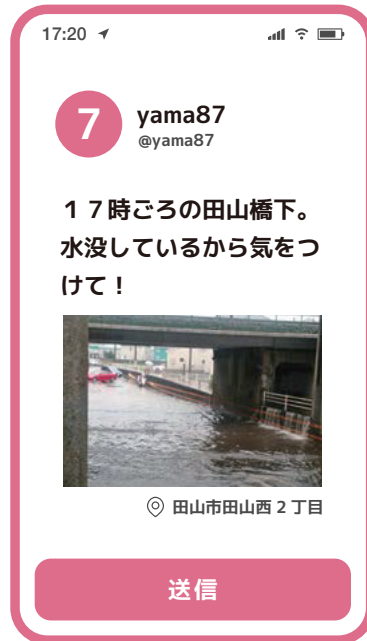 17:20
7
yama87
@yama87
１７時ごろの田山橋下。
水没しているから気をつ
けて！
田山市田山西 2 丁目
送信